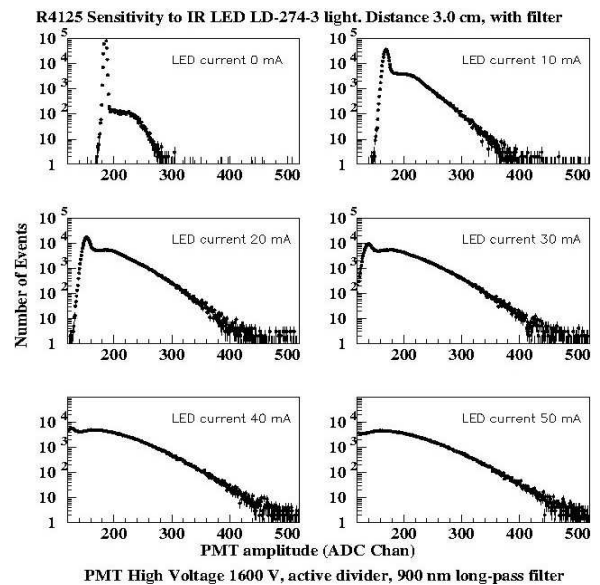 R4125 Sensitivity to IR LED LD-274-3 light. Distance 3.0 cm, with filter
10 5
10 4
10 3
10 2
10
1
LED current 0 mA
200 300 400 500
10 5
10 4
10 3
10 2
10
1
LED current 10 mA
200 300 400 500
Number of Events
10 5
10 4
10 3
10 2
10
1
LED current 20 mA
200 300 400 500
10 5
10 4
10 3
10 2
10
1
LED current 30 mA
200 300 400 500
10 4
10 3
10 2
10
1
LED current 40 mA
200 300 400 500
10 4
10 3
10 2
10
1
LED current 50 mA
200 300 400 500
PMT amplitude (ADC Chan)
PMT High Voltage 1600 V, active divider, 900 nm long-pass filter